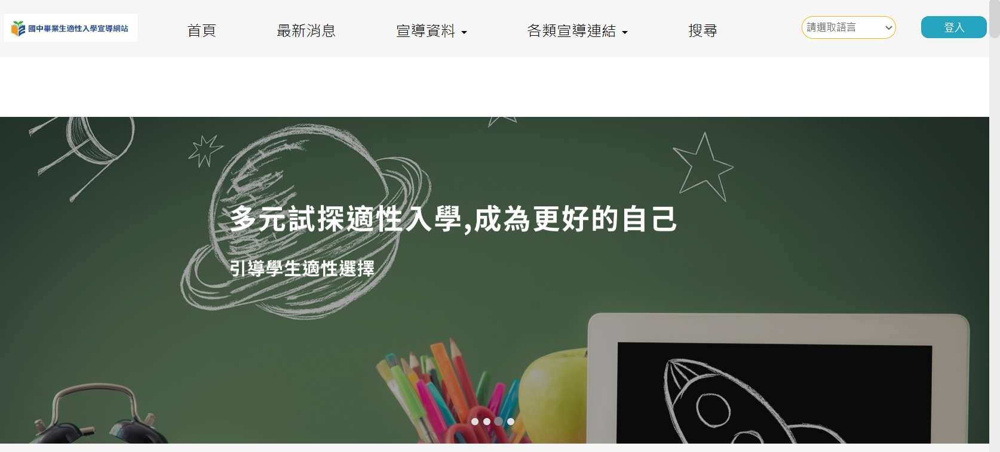 國中畢業生適性入學宣導網站
首頁
最新消息
宣導資料
各類宣導連結
搜尋
請選取語言
登入
多元試探適性入學,成為更好的自己
引導學生適性選擇